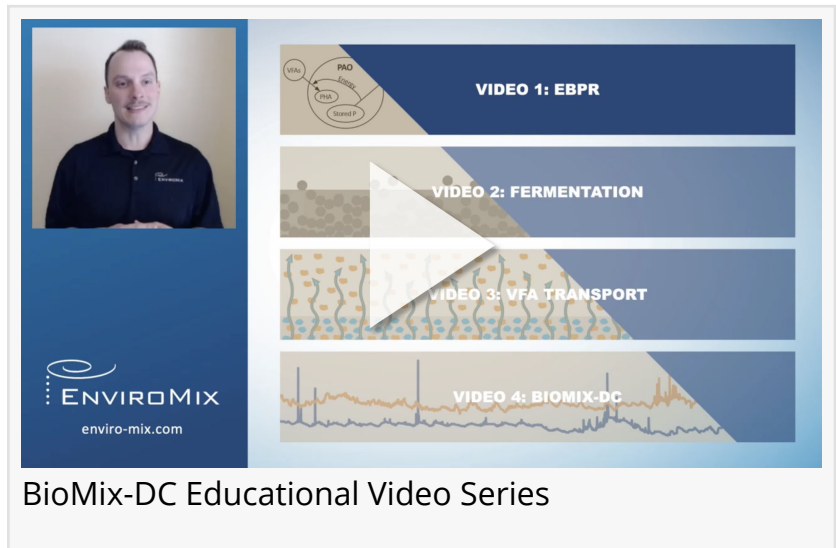 VFAs
PAO
Energy
PHA
Stored P
VIDEO 1: EBPR
ENVIROMIX
VIDEO 2: FERMENTATION
VIDEO 3: VFA TRANSPORT
VIDEO 4: BIOMIX-DC
ENVIROMIX
enviro-mix.com
BioMix-DC Educational Video Series